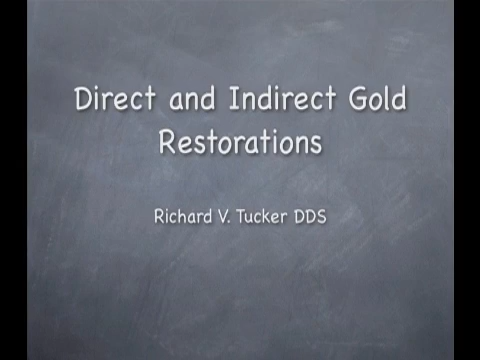 Direct and Indirect Gold
Restorations
Richard V. Tucker DDS